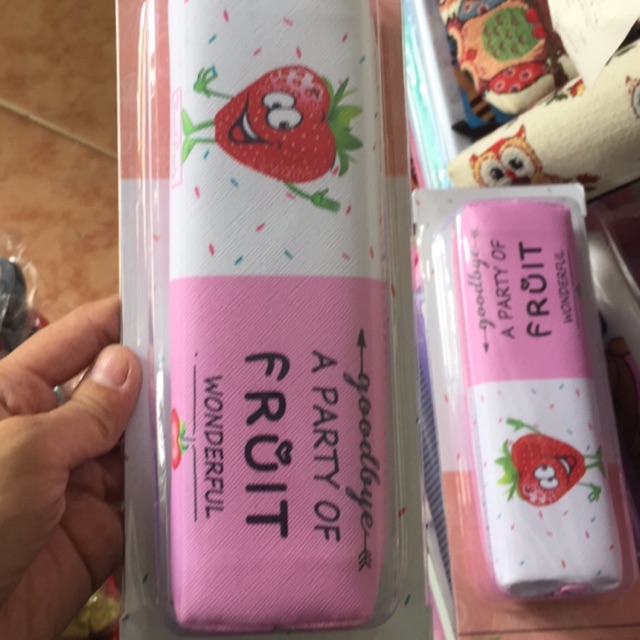 goodbye
A PARTY OF
FRUIT
WONDERFUL
goodbye
A PARTY OF
FRUIT
WONDERFUL